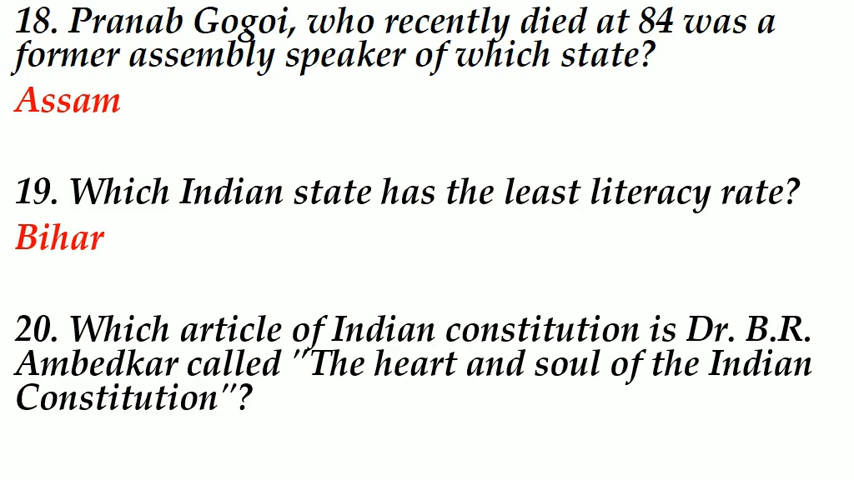 18. Pranab Gogoi, who recently died at 84 was a
former assembly speaker of which state?
Assam
19. Which Indian state has the least literacy rate?
Bihar
20. Which article of Indian constitution is Dr. B.R.
Ambedkar called "The heart and soul of the Indian
Constitution"?